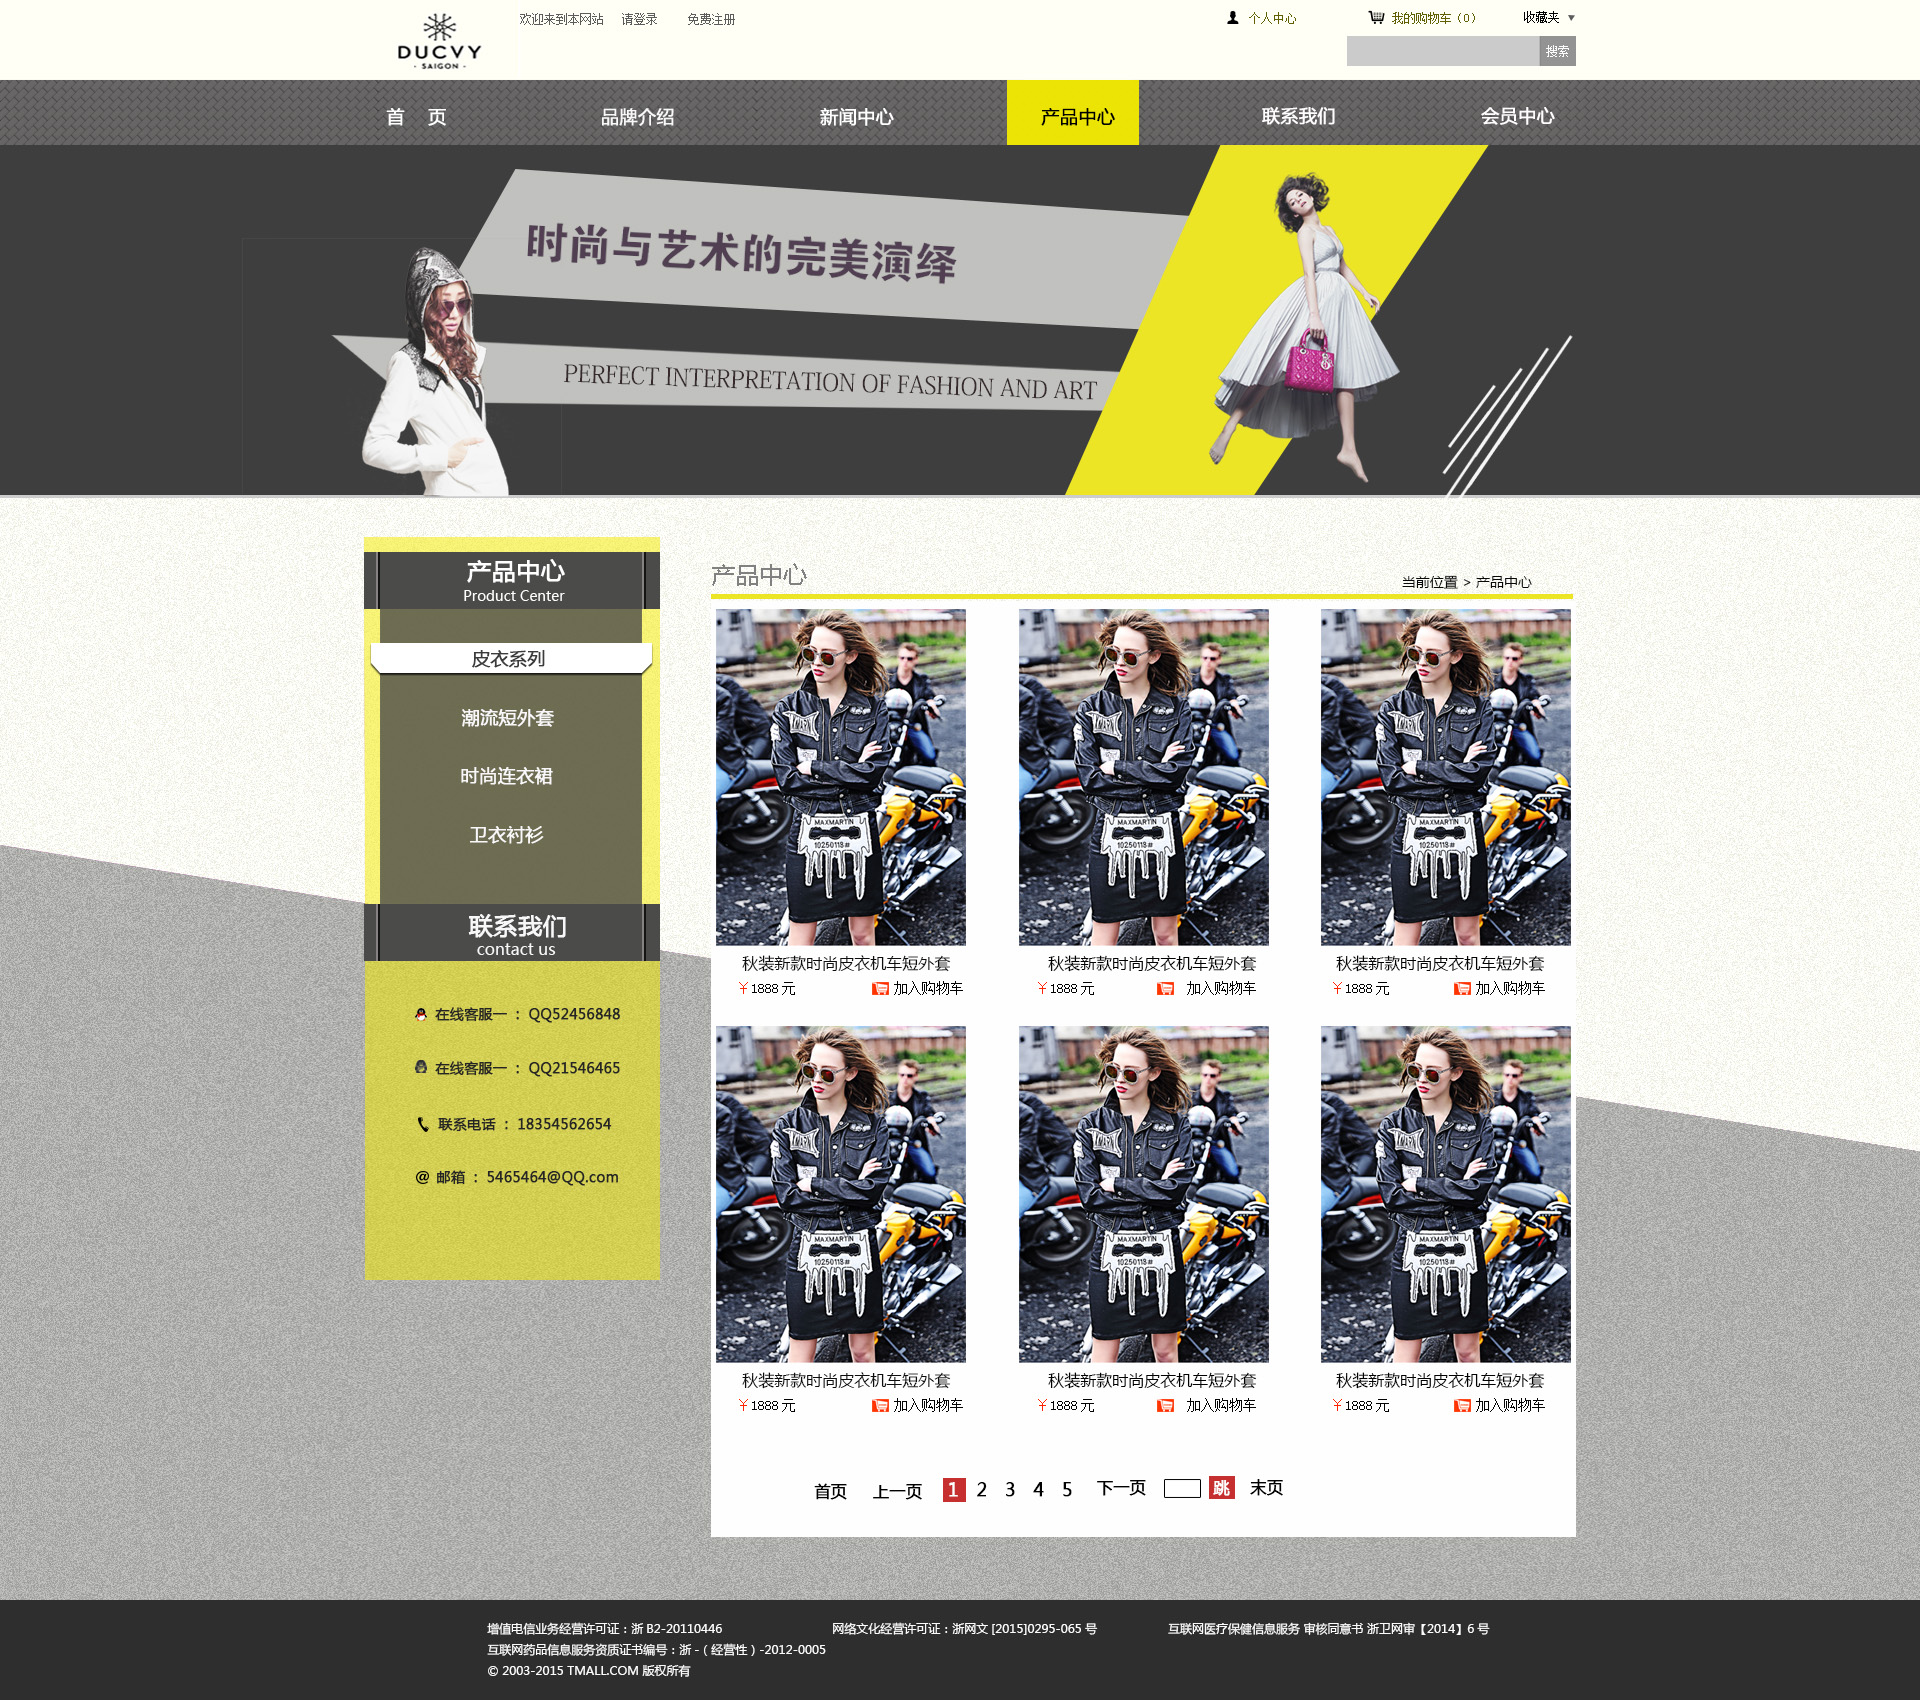 DUCVY
- SAIGON -
欢迎来到本网站 请登录 免费注册
个人中心
我的购物车（0）
收藏夹
搜索
首 页 品牌介绍 新闻中心 产品中心 联系我们 会员中心
时尚与艺术的完美演绎
PERFECT INTERPRETATION OF FASHION AND ART
产品中心
Product Center
皮衣系列
潮流短外套
时尚连衣裙
卫衣衬衫
联系我们
contact us
在线客服一 ： QQ52456848
在线客服一 ： QQ21546465
联系电话 ： 18354562654
@ 邮箱 ： 5465464@QQ.com
产品中心
当前位置 > 产品中心
MAXMARTIN
10250118#
MAXMARTIN
10250118#
MAXMARTIN
10250118#
秋装新款时尚皮衣机车短外套 秋装新款时尚皮衣机车短外套 秋装新款时尚皮衣机车短外套
￥1888 元 加入购物车 ￥1888 元 加入购物车 ￥1888 元 加入购物车
MAXMARTIN
10250118#
MAXMARTIN
10250118#
MAXMARTIN
10250118#
秋装新款时尚皮衣机车短外套 秋装新款时尚皮衣机车短外套 秋装新款时尚皮衣机车短外套
￥1888 元 加入购物车 ￥1888 元 加入购物车 ￥1888 元 加入购物车
首页 上一页 1 2 3 4 5 下一页 跳 末页
增值电信业务经营许可证：浙 B2-20110446 网络文化经营许可证：浙网文 [2015]0295-065 号 互联网医疗保健信息服务 审核同意书 浙卫网审【2014】6 号
互联网药品信息服务资质证书编号：浙 -（ 经营性 ）-2012-0005
© 2003-2015 TMALL.COM 版权所有